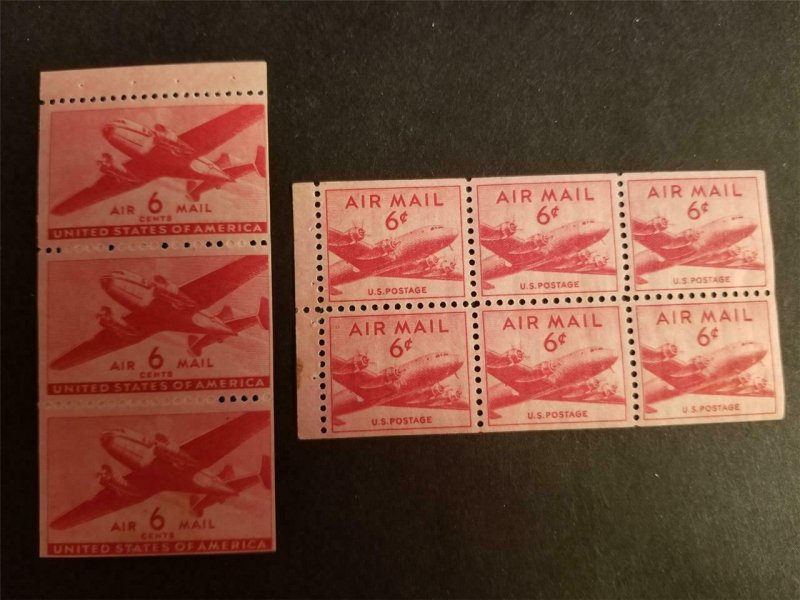 AIR 6 MAIL
CENTS
UNITED STATES OF AMERICA
AIR 6 MAIL
CENTS
UNITED STATES OF AMERICA
AIR 6 MAIL
CENTS
UNITED STATES OF AMERICA
AIR MAIL
6¢
U.S. POSTAGE
AIR MAIL
6¢
U.S. POSTAGE
AIR MAIL
6¢
U.S. POSTAGE
AIR MAIL
6¢
U.S. POSTAGE
AIR MAIL
6¢
U.S. POSTAGE
AIR MAIL
6¢
U.S. POSTAGE